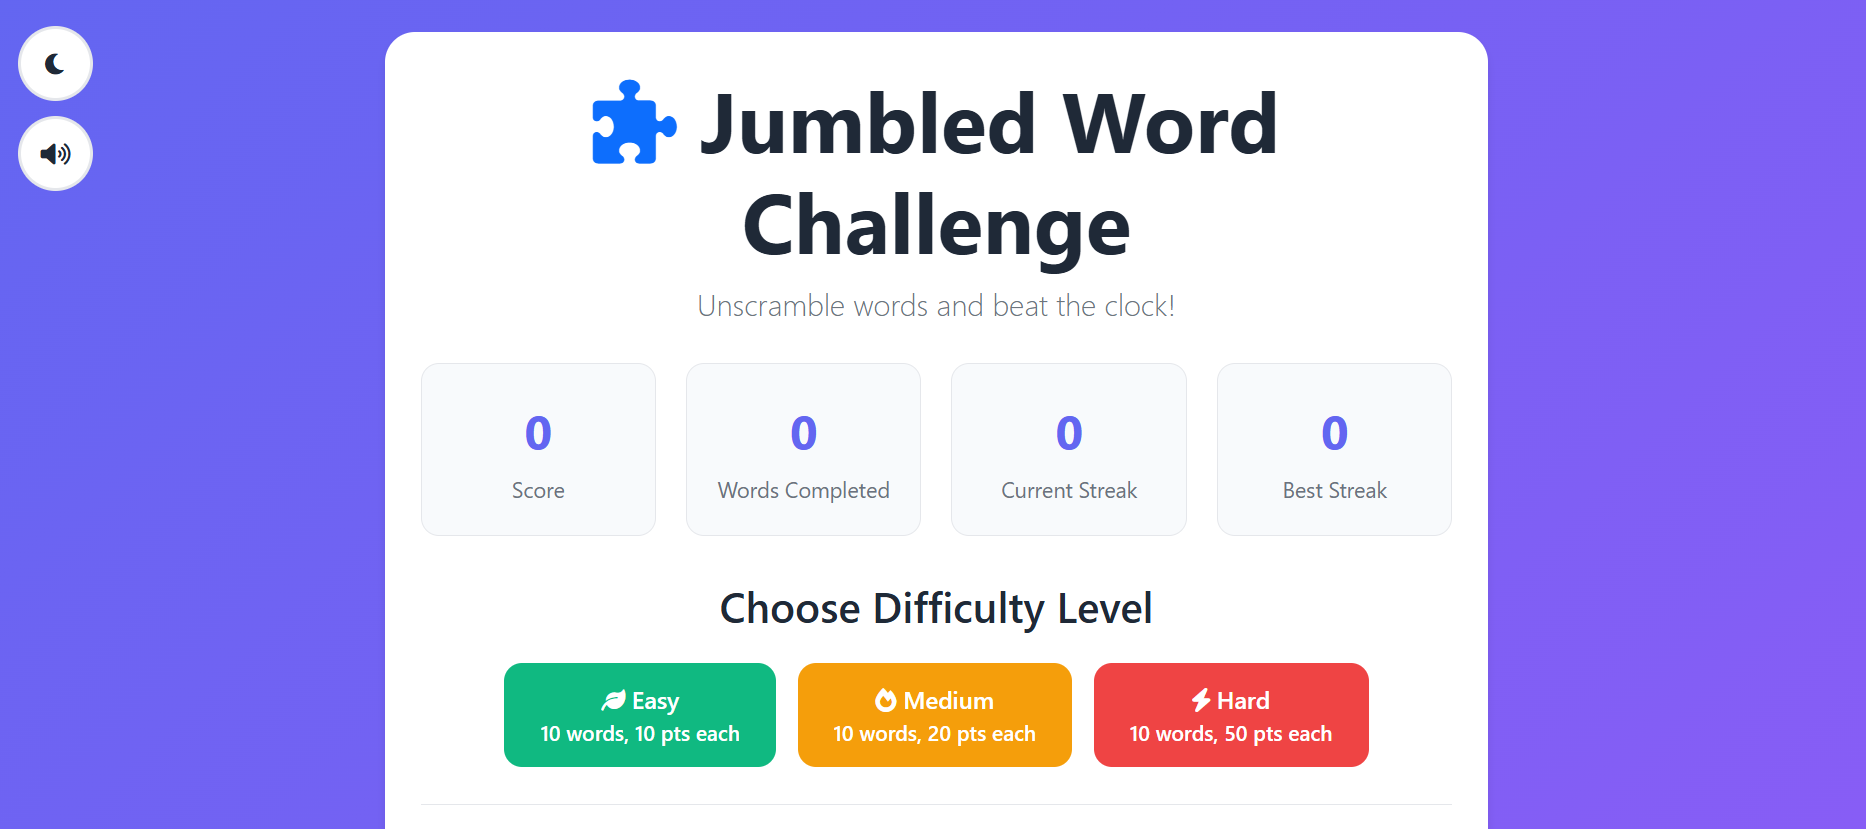 Jumbled Word
Challenge
Unscramble words and beat the clock!
0
Score
0
Words Completed
0
Current Streak
0
Best Streak
Choose Difficulty Level
Easy
10 words, 10 pts each
Medium
10 words, 20 pts each
Hard
10 words, 50 pts each